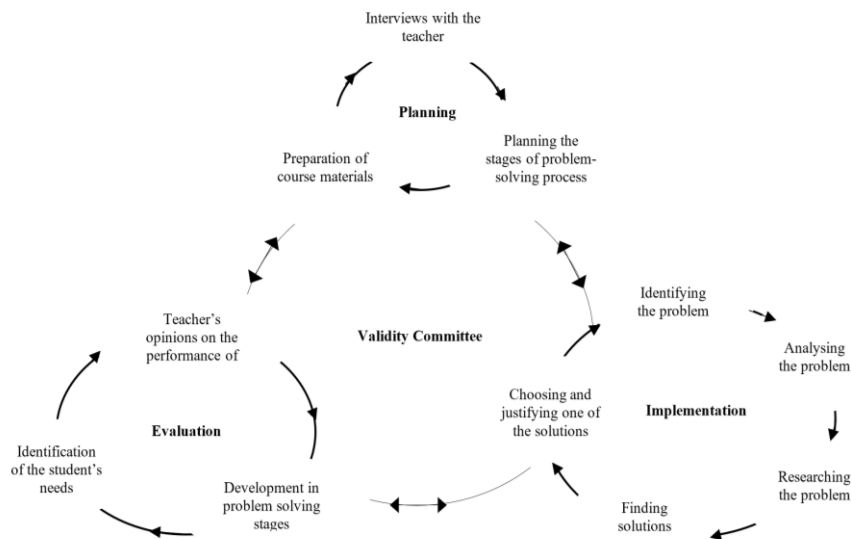 Interviews with the
teacher
Planning
Preparation of
course materials
Planning the
stages of problem-
solving process
Teacher’s
opinions on the
performance of
Validity Committee
Identifying
the problem
Analysing
the problem
Choosing and
justifying one of
the solutions
Implementation
Evaluation
Identification
of the student’s
needs
Development in
problem solving
stages
Finding
solutions
Researching
the problem